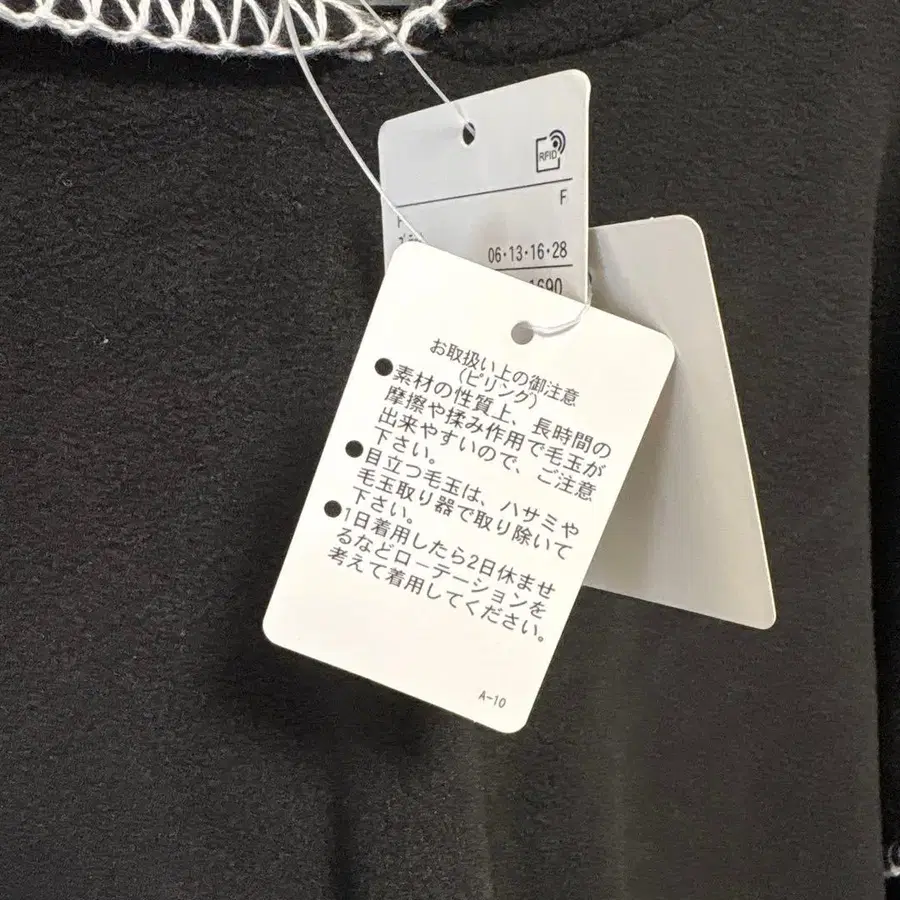 RFID
F
06・13・16・28
1690
お取扱い上の御注意
(ピリング)
●素材の性質上、長時間の
摩擦や揉み作用で毛玉が
出来やすいので、ご注意
下さい。
●目立つ毛玉は、ハサミや
毛玉取り器で取り除いて
下さい。
●1日着用したら2日休ませ
るなどローテーションを
考えて着用してください。
A-10